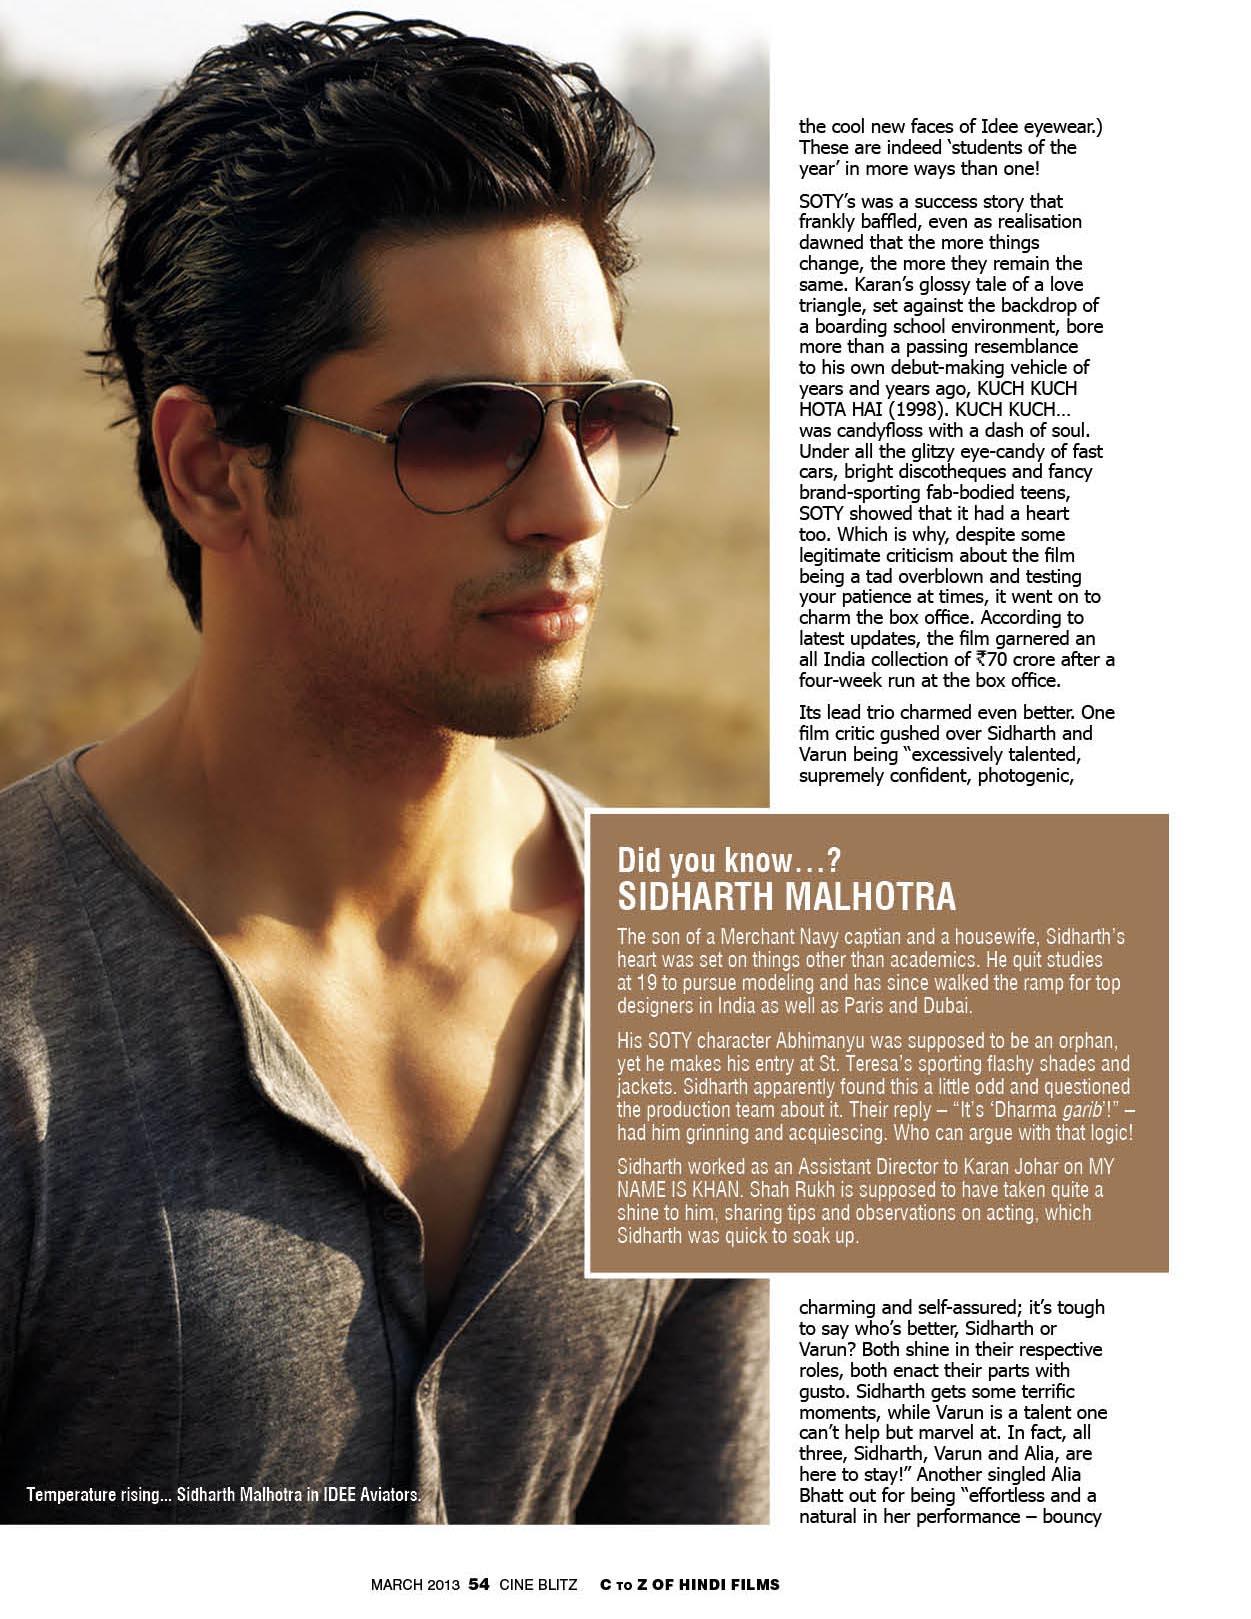 the cool new faces of Idee eyewear.)
These are indeed ‘students of the
year’ in more ways than one!
SOTY’s was a success story that
frankly baffled, even as realisation
dawned that the more things
change, the more they remain the
same. Karan’s glossy tale of a love
triangle, set against the backdrop of
a boarding school environment, bore
more than a passing resemblance
to his own debut-making vehicle of
years and years ago, KUCH KUCH
HOTA HAI (1998). KUCH KUCH…
was candyfloss with a dash of soul.
Under all the glitzy eye-candy of fast
cars, bright discotheques and fancy
brand-sporting fab-bodied teens,
SOTY showed that it had a heart
too. Which is why, despite some
legitimate criticism about the film
being a tad overblown and testing
your patience at times, it went on to
charm the box office. According to
latest updates, the film garnered an
all India collection of ₹70 crore after a
four-week run at the box office.
Its lead trio charmed even better. One
film critic gushed over Sidharth and
Varun being “excessively talented,
supremely confident, photogenic,
charming and self-assured; it’s tough
to say who’s better, Sidharth or
Varun? Both shine in their respective
roles, both enact their parts with
gusto. Sidharth gets some terrific
moments, while Varun is a talent one
can’t help but marvel at. In fact, all
three, Sidharth, Varun and Alia, are
here to stay!” Another singled Alia
Bhatt out for being “effortless and a
natural in her performance – bouncy
Did you know…?
SIDHARTH MALHOTRA
The son of a Merchant Navy captian and a housewife, Sidharth’s
heart was set on things other than academics. He quit studies
at 19 to pursue modeling and has since walked the ramp for top
designers in India as well as Paris and Dubai.
His SOTY character Abhimanyu was supposed to be an orphan,
yet he makes his entry at St. Teresa’s sporting flashy shades and
jackets. Sidharth apparently found this a little odd and questioned
the production team about it. Their reply – “It’s ‘Dharma garib’!” –
had him grinning and acquiescing. Who can argue with that logic!
Sidharth worked as an Assistant Director to Karan Johar on MY
NAME IS KHAN. Shah Rukh is supposed to have taken quite a
shine to him, sharing tips and observations on acting, which
Sidharth was quick to soak up.
Temperature rising... Sidharth Malhotra in IDEE Aviators.
MARCH 2013 54 CINE BLITZ C TO Z OF HINDI FILMS